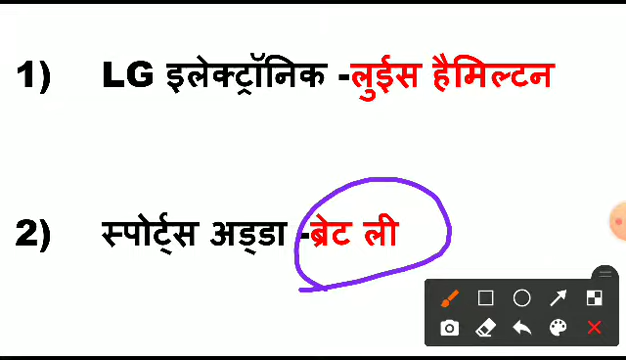 1) LG इलेक्ट्रॉनिक -लुईस हैमिल्टन
2) स्पोर्ट्स अड्डा -ब्रेट ली